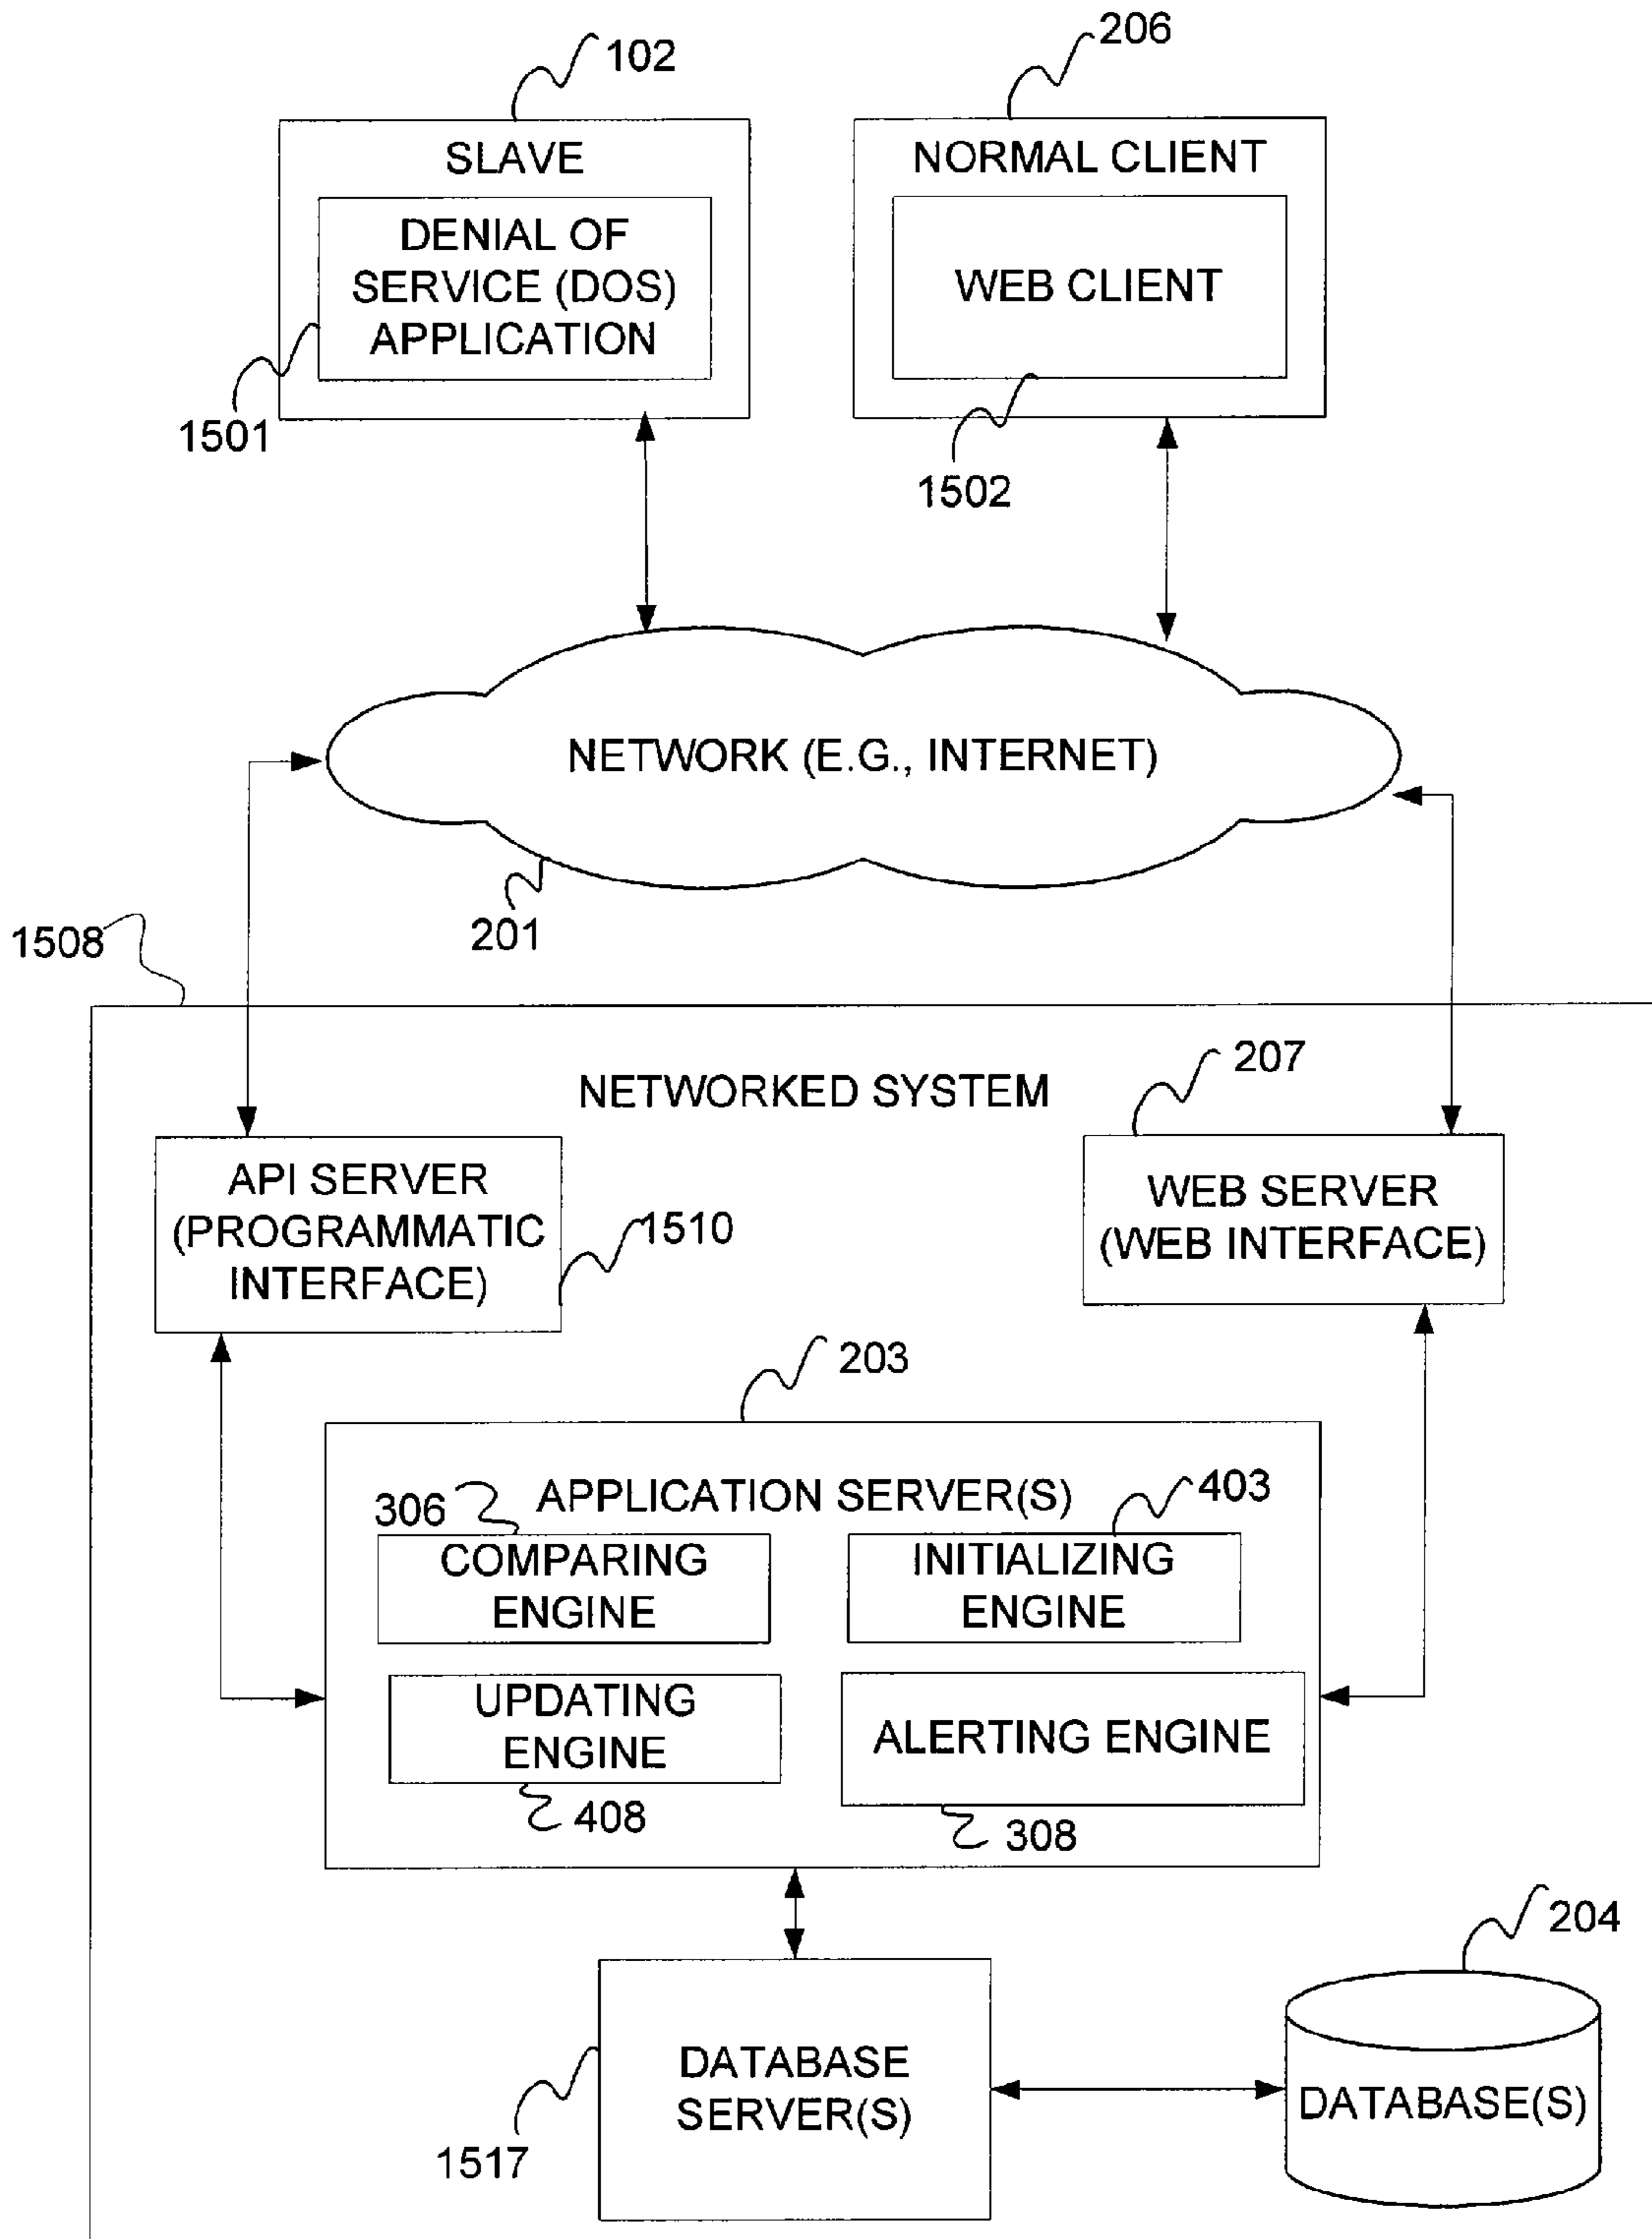 102
206
SLAVE
DENIAL OF
SERVICE (DOS)
APPLICATION
1501
NORMAL CLIENT
WEB CLIENT
1502
NETWORK (E.G., INTERNET)
201
1508
NETWORKED SYSTEM
207
API SERVER
(PROGRAMMATIC
INTERFACE)
1510
WEB SERVER
(WEB INTERFACE)
203
APPLICATION SERVER(S)
306
403
COMPARING
ENGINE
INITIALIZING
ENGINE
UPDATING
ENGINE
408
ALERTING ENGINE
308
204
DATABASE
SERVER(S)
1517
DATABASE(S)